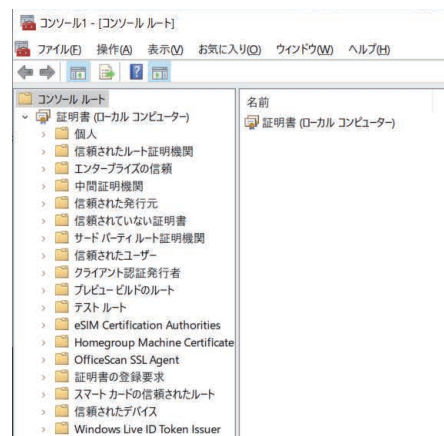 コンソール1 - [コンソール ルート]
ファイル(F) 操作(A) 表示(V) お気に入り(O) ウィンドウ(W) ヘルプ(H)
コンソール ルート
証明書 (ローカル コンピューター)
個人
信頼されたルート証明機関
エンタープライズの信頼
中間証明機関
信頼された発行元
信頼されていない証明書
サード パーティ ルート証明機関
信頼されたユーザー
クライアント認証発行者
プレビュー ビルドのルート
テスト ルート
eSIM Certification Authorities
Homegroup Machine Certificate
OfficeScan SSL Agent
証明書の登録要求
スマート カードの信頼されたルート
信頼されたデバイス
Windows Live ID Token Issuer
名前
証明書 (ローカル コンピューター)